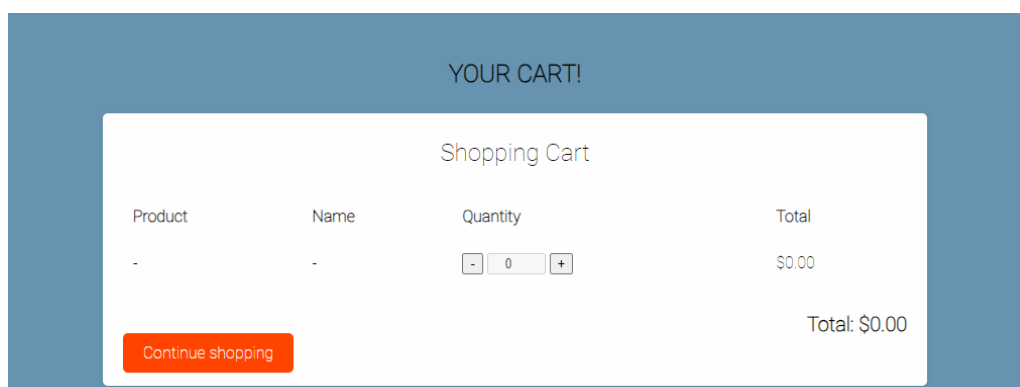 YOUR CART!
Shopping Cart
Product Name Quantity Total
- - - 0 + $0.00
Total: $0.00
Continue shopping